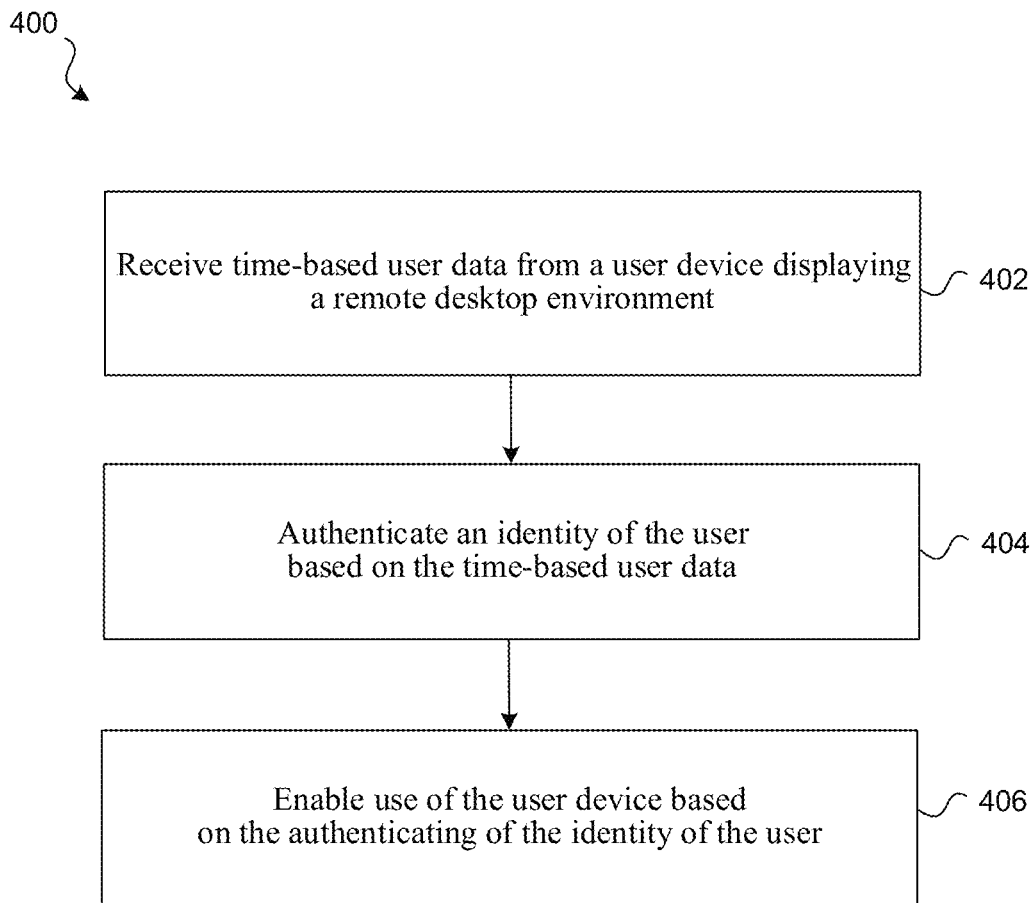 400
Receive time-based user data from a user device displaying
a remote desktop environment
402
Authenticate an identity of the user
based on the time-based user data
404
Enable use of the user device based
on the authenticating of the identity of the user
406